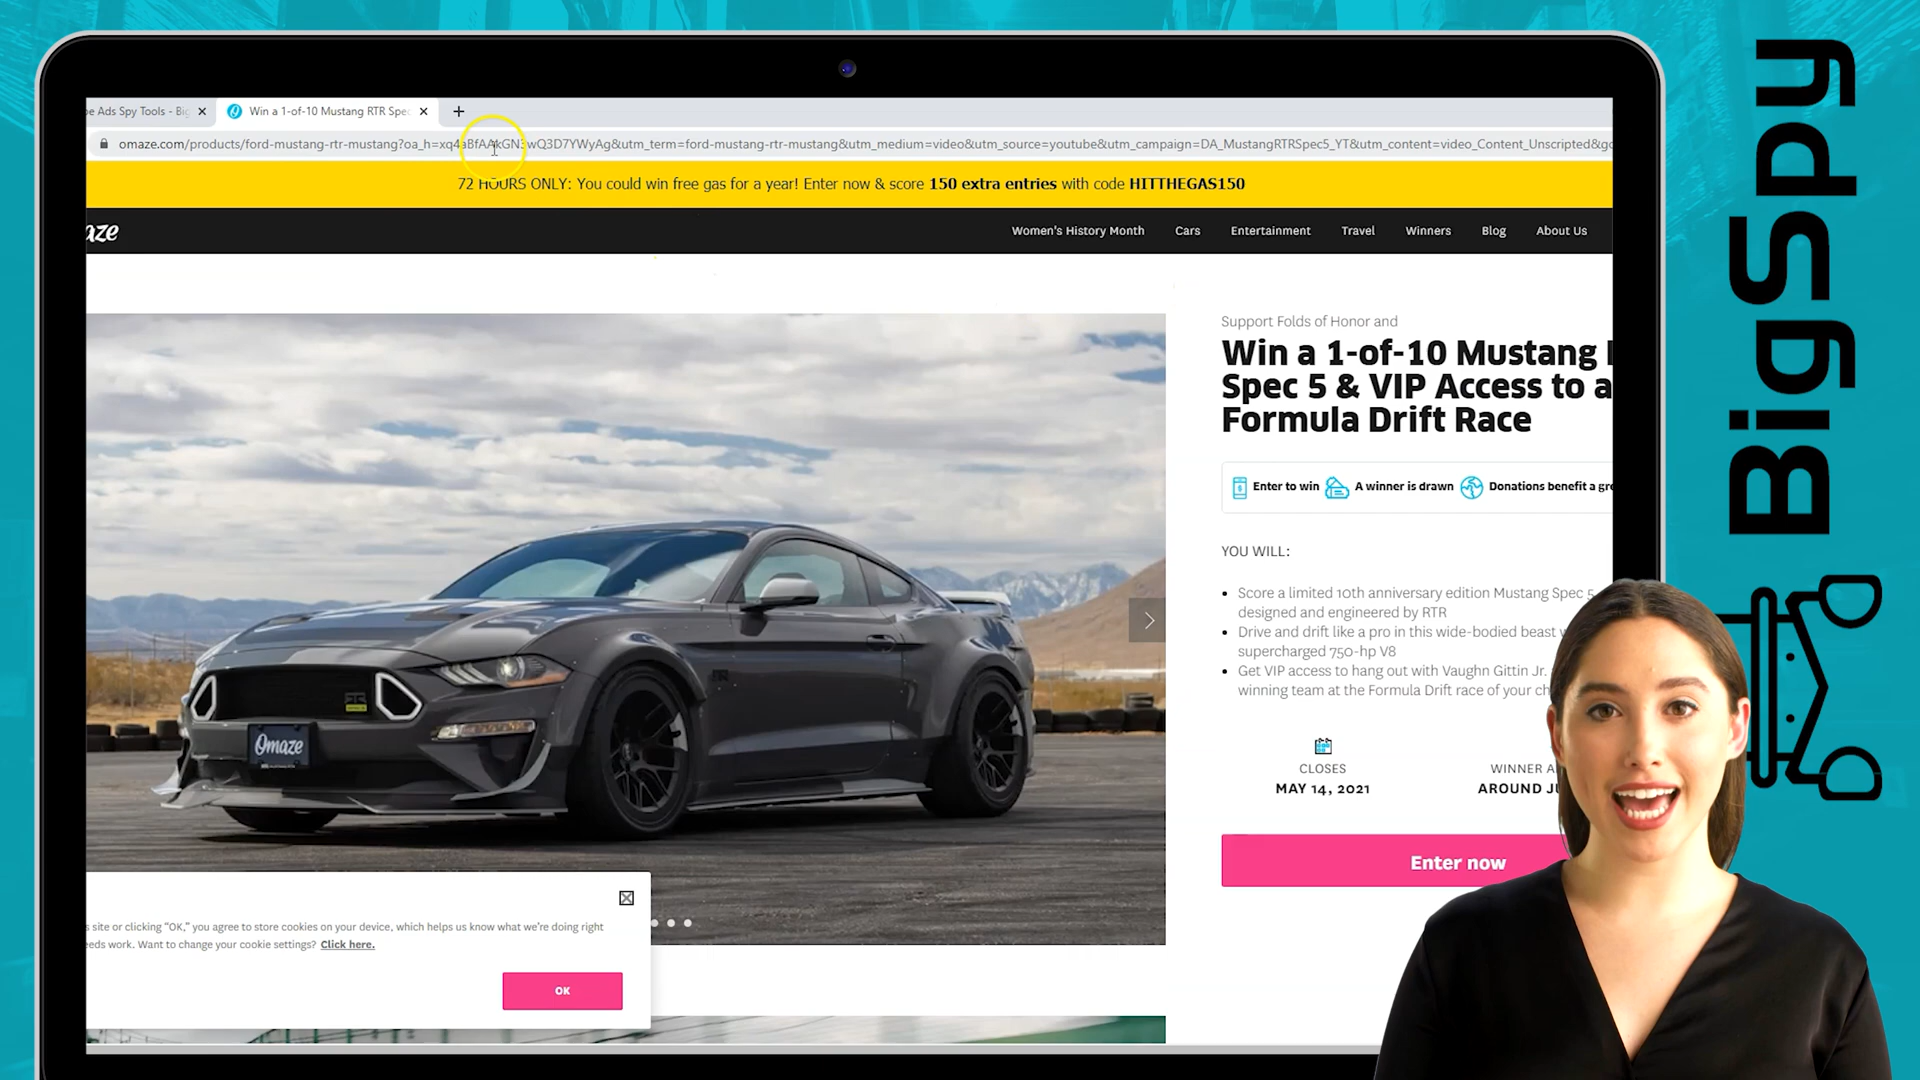 be Ads Spy Tools - Big
Win a 1-of-10 Mustang RTR Spec
omaze.com/products/ford-mustang-rtr-mustang?oa_h=xq4aBfAAkGN3wQ3D7YWyAg&utm_term=ford-mustang-rtr-mustang&utm_medium=video&utm_source=youtube&utm_campaign=DA_MustangRTRSpec5_YT&utm_content=video_Content_Unscripted&gc
72 HOURS ONLY: You could win free gas for a year! Enter now & score 150 extra entries with code HITTHEGAS150
aze
Women's History Month
Cars
Entertainment
Travel
Winners
Blog
About Us
Support Folds of Honor and
Win a 1-of-10 Mustang
Spec 5 & VIP Access to a
Formula Drift Race
Enter to win
A winner is drawn
Donations benefit a gre
YOU WILL:
Score a limited 10th anniversary edition Mustang Spec 5
designed and engineered by RTR
Drive and drift like a pro in this wide-bodied beast
supercharged 750-hp V8
Get VIP access to hang out with Vaughn Gittin Jr.
winning team at the Formula Drift race of your ch
CLOSES
MAY 14, 2021
WINNER A
AROUND JU
Enter now
Omaze
s site or clicking "OK," you agree to store cookies on your device, which helps us know what we're doing right
eeds work. Want to change your cookie settings? Click here.
OK
BigSpy